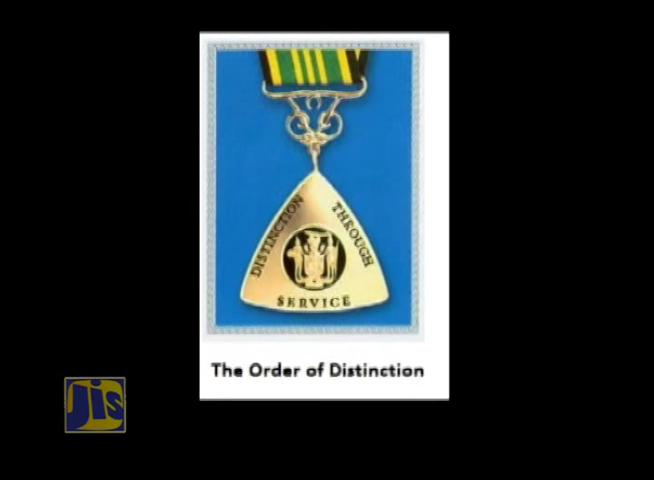 DISTINCTION
THROUGH
SERVICE
The Order of Distinction
JIS